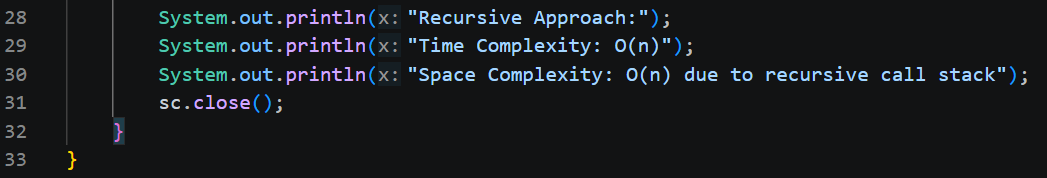 28 System.out.println(x: "Recursive Approach:");
29 System.out.println(x: "Time Complexity: O(n)");
30 System.out.println(x: "Space Complexity: O(n) due to recursive call stack");
31 sc.close();
32 }
33 }